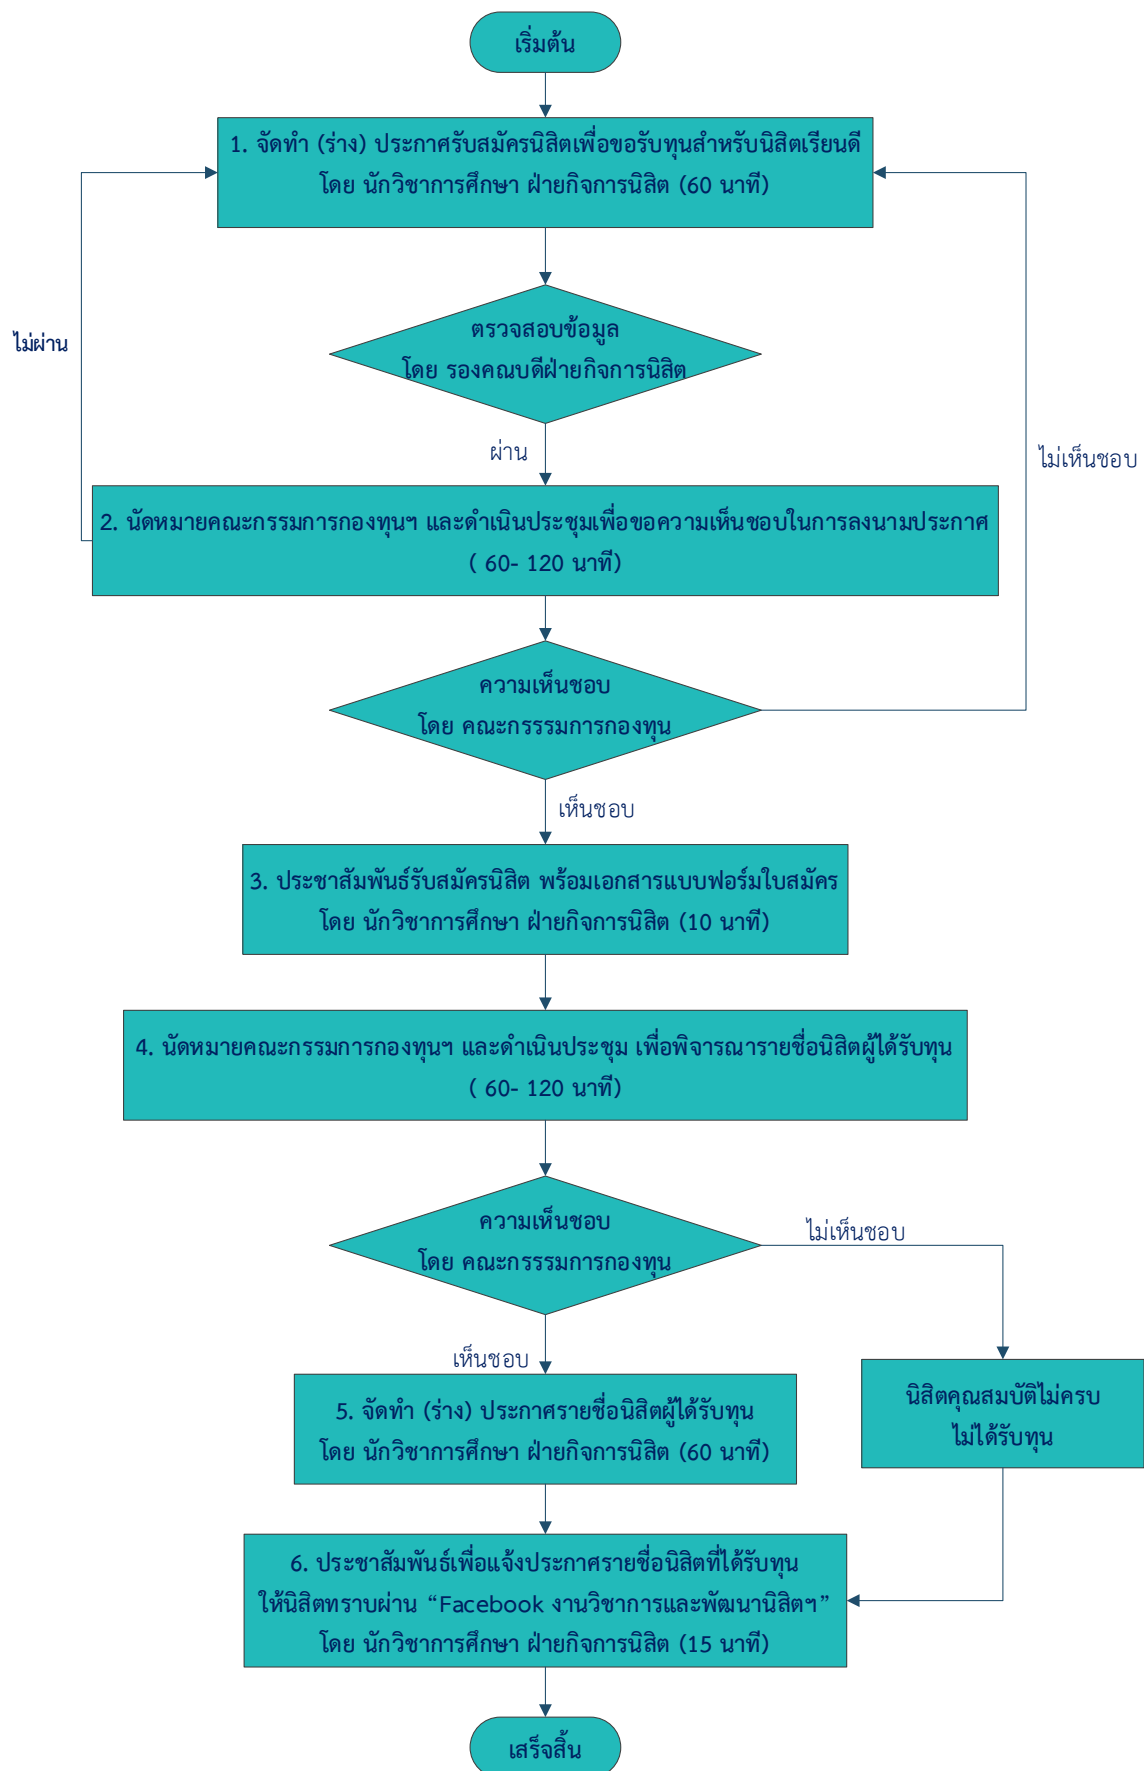 เริ่มต้น
1. จัดทำ (ร่าง) ประกาศรับสมัครนิสิตเพื่อขอรับทุนสำหรับนิสิตเรียนดี
โดย นักวิชาการศึกษา ฝ่ายกิจการนิสิต (60 นาที)
ตรวจสอบข้อมูล
โดย รองคณบดีฝ่ายกิจการนิสิต
ไม่ผ่าน
ผ่าน
ไม่เห็นชอบ
2. นัดหมายคณะกรรมการกองทุนฯ และดำเนินประชุมเพื่อขอความเห็นชอบในการลงนามประกาศ
( 60- 120 นาที)
ความเห็นชอบ
โดย คณะกรรรมการกองทุน
เห็นชอบ
3. ประชาสัมพันธ์รับสมัครนิสิต พร้อมเอกสารแบบฟอร์มใบสมัคร
โดย นักวิชาการศึกษา ฝ่ายกิจการนิสิต (10 นาที)
4. นัดหมายคณะกรรมการกองทุนฯ และดำเนินประชุม เพื่อพิจารณารายชื่อนิสิตผู้ได้รับทุน
( 60- 120 นาที)
ความเห็นชอบ
โดย คณะกรรรมการกองทุน
ไม่เห็นชอบ
เห็นชอบ
5. จัดทำ (ร่าง) ประกาศรายชื่อนิสิตผู้ได้รับทุน
โดย นักวิชาการศึกษา ฝ่ายกิจการนิสิต (60 นาที)
นิสิตคุณสมบัติไม่ครบ
ไม่ได้รับทุน
6. ประชาสัมพันธ์เพื่อแจ้งประกาศรายชื่อนิสิตที่ได้รับทุน
ให้นิสิตทราบผ่าน “Facebook งานวิชาการและพัฒนานิสิตฯ”
โดย นักวิชาการศึกษา ฝ่ายกิจการนิสิต (15 นาที)
เสร็จสิ้น